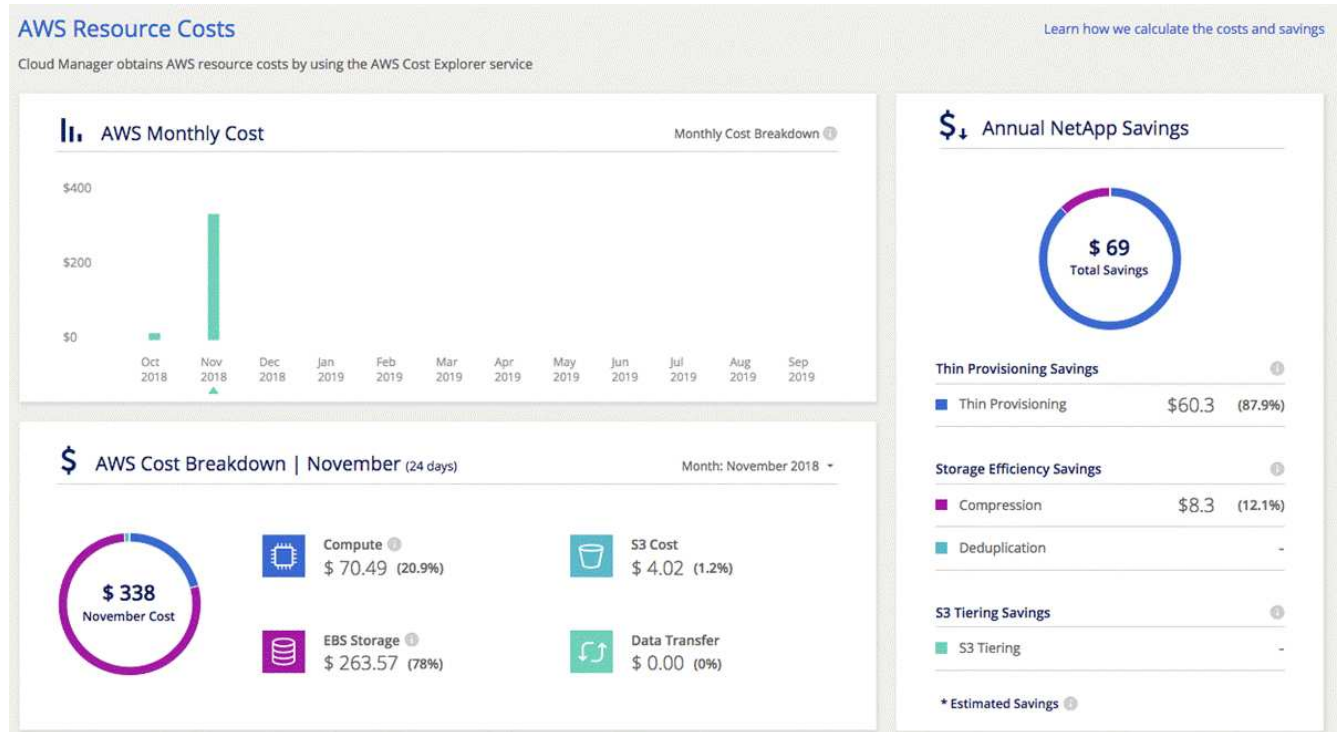 AWS Resource Costs
Learn how we calculate the costs and savings
Cloud Manager obtains AWS resource costs by using the AWS Cost Explorer service
AWS Monthly Cost
Monthly Cost Breakdown
$400
$200
$0
Oct 2018
Nov 2018
Dec 2018
Jan 2019
Feb 2019
Mar 2019
Apr 2019
May 2019
Jun 2019
Jul 2019
Aug 2019
Sep 2019
AWS Cost Breakdown | November (24 days)
Month: November 2018
$ 338
November Cost
Compute
$ 70.49 (20.9%)
S3 Cost
$ 4.02 (1.2%)
EBS Storage
$ 263.57 (78%)
Data Transfer
$ 0.00 (0%)
Annual NetApp Savings
$ 69
Total Savings
Thin Provisioning Savings
Thin Provisioning $60.3 (87.9%)
Storage Efficiency Savings
Compression $8.3 (12.1%)
Deduplication -
S3 Tiering Savings
S3 Tiering -
* Estimated Savings